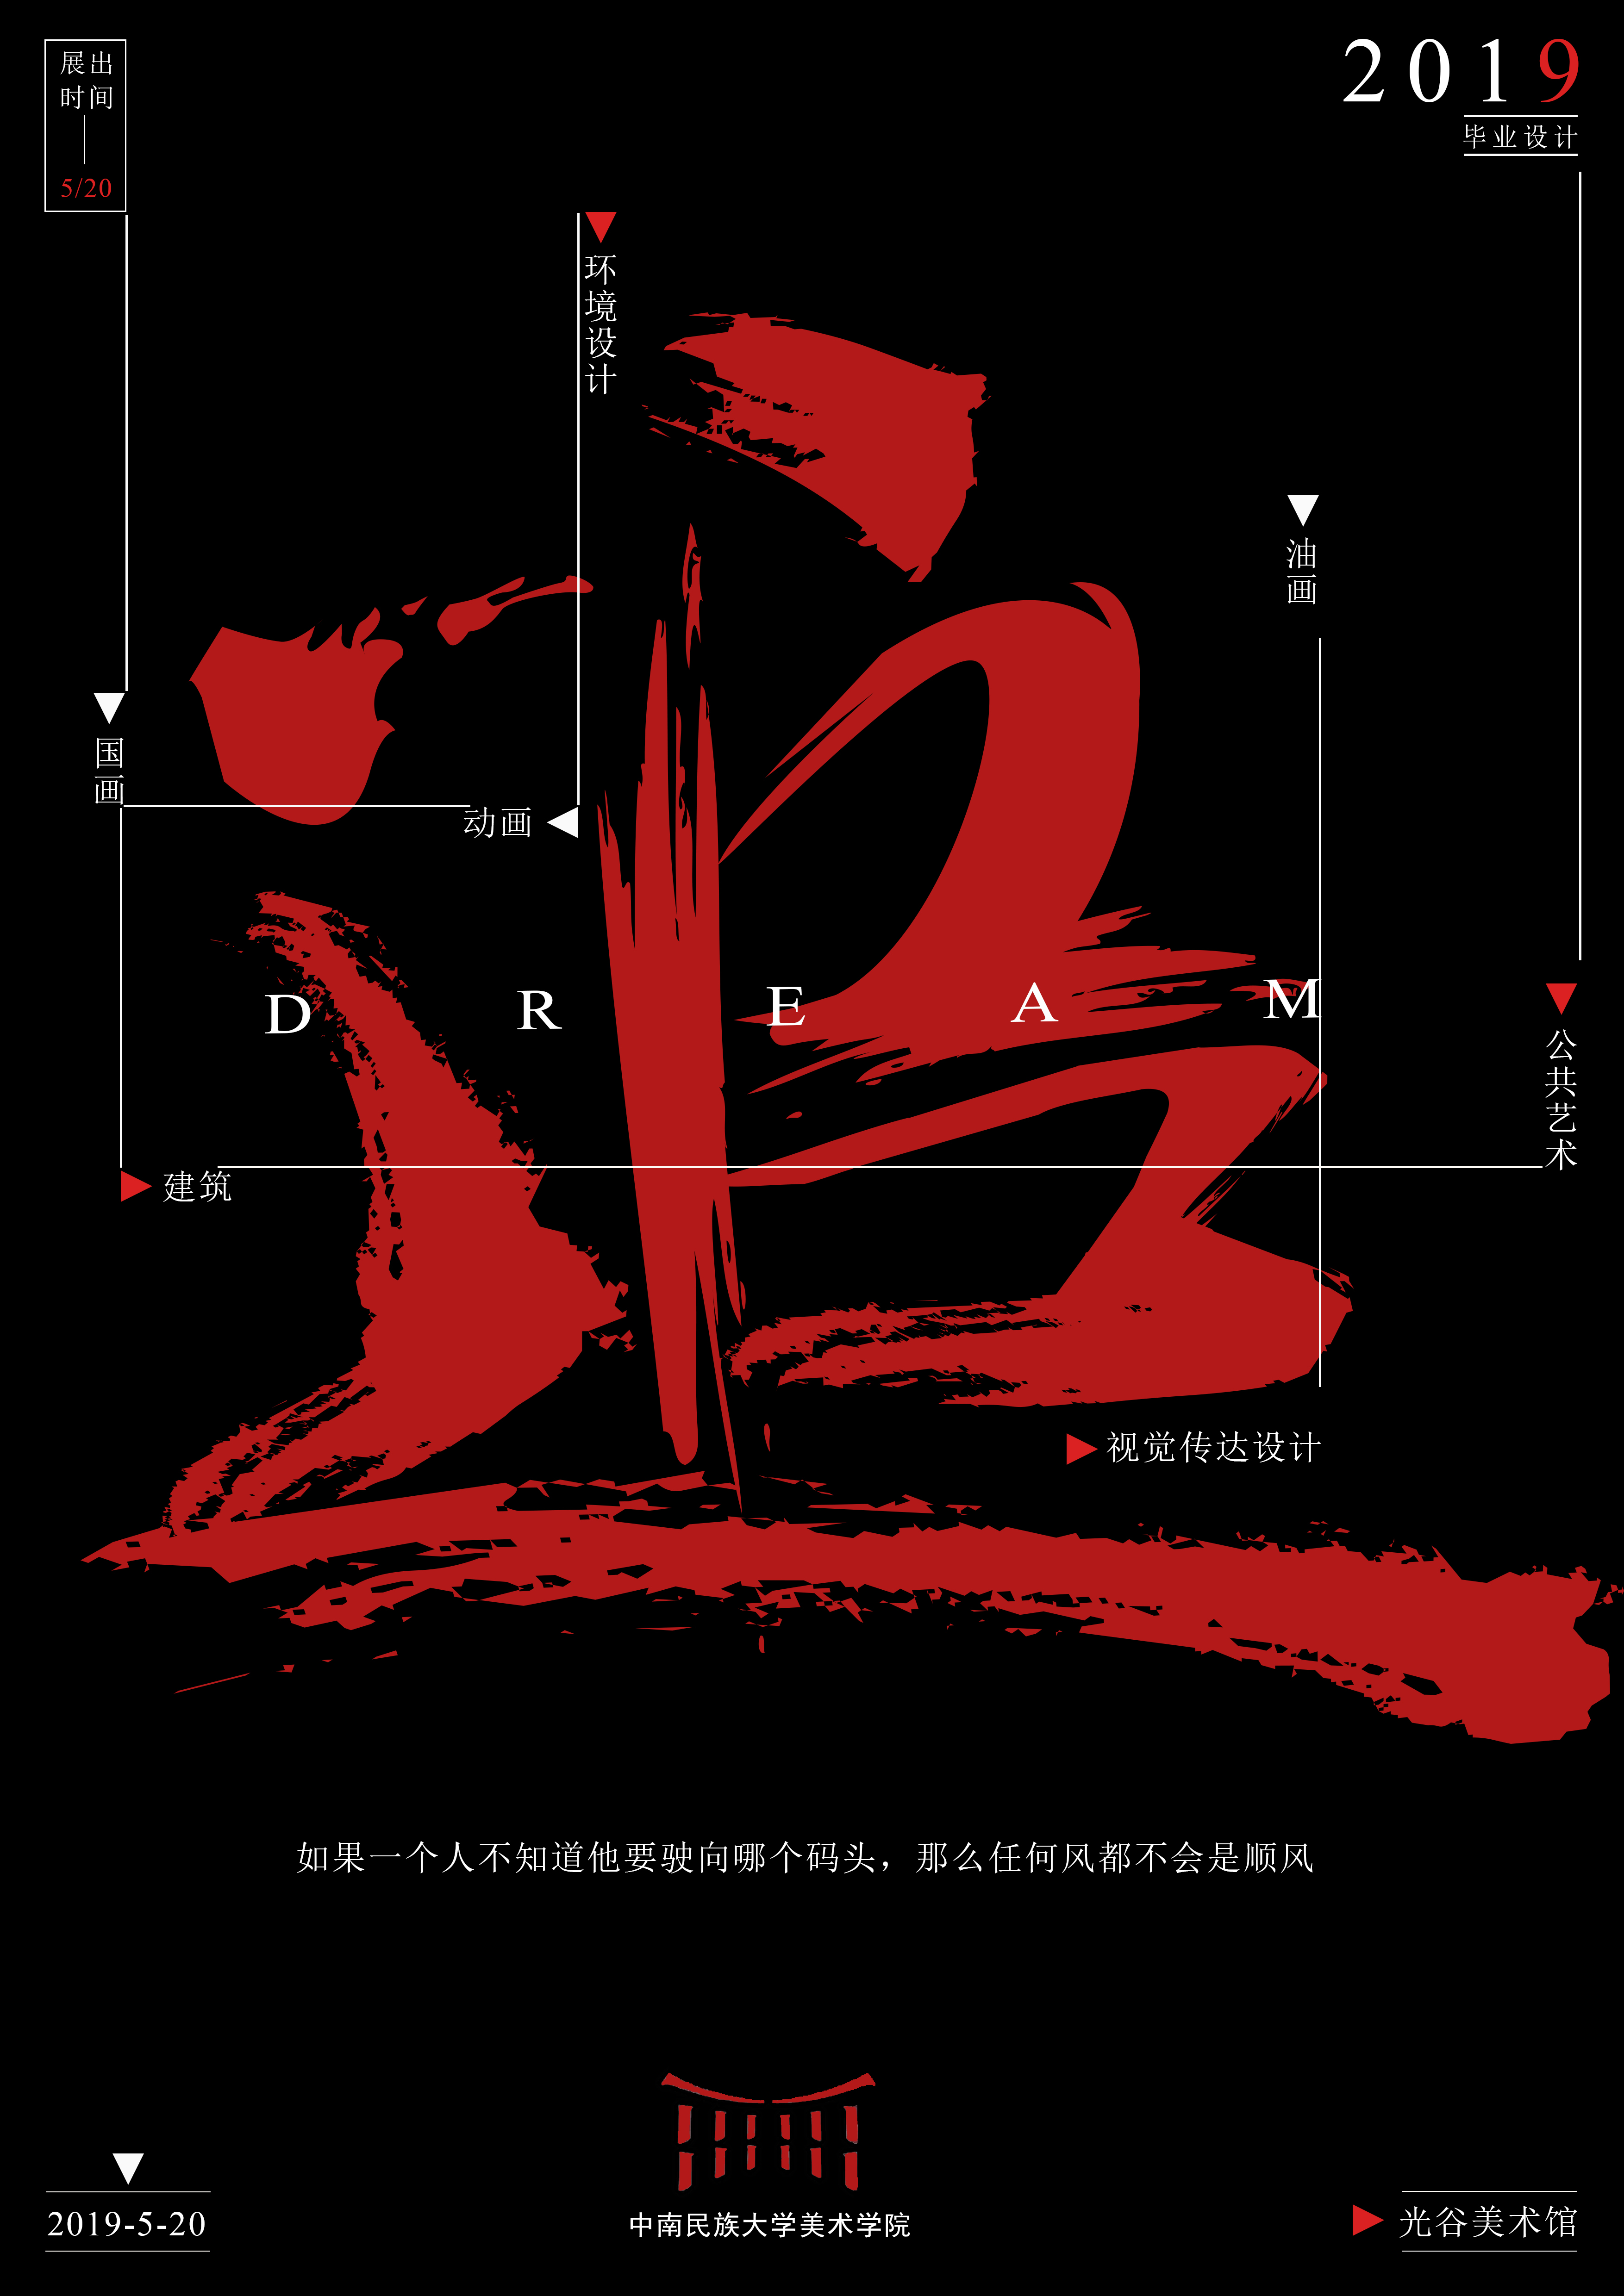 展出
时间
5/20
2019
毕业设计
环境设计
油画
国画
动画
D R E A M
公共艺术
建筑
视觉传达设计
如果一个人不知道他要驶向哪个码头，那么任何风都不会是顺风
中南民族大学美术学院
2019-5-20
光谷美术馆